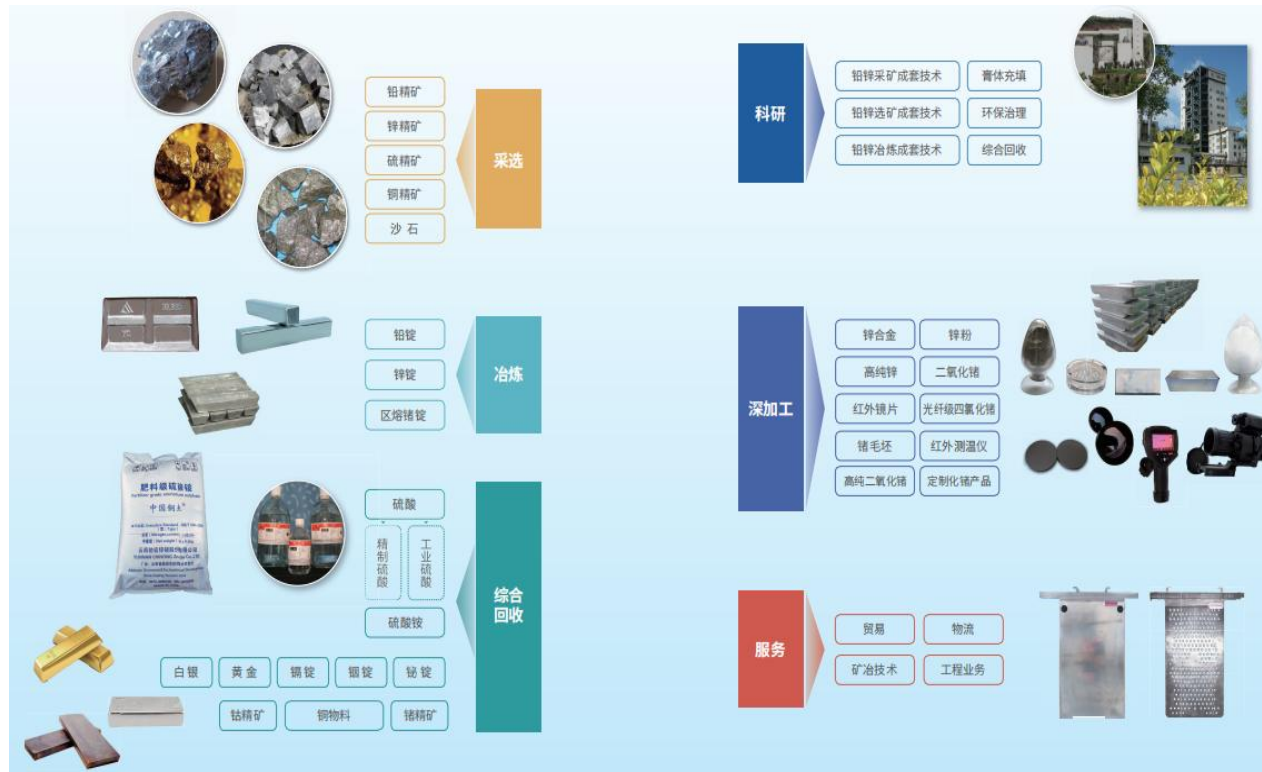 采选
铅精矿
锌精矿
硫精矿
铜精矿
沙 石
冶炼
铅锭
锌锭
区熔锗锭
综合
回收
硫酸
精制硫酸
工业硫酸
硫酸铵
白银
黄金
镉锭
铟锭
铋锭
钴精矿
铜物料
锗精矿
肥料级硫酸铵
科研
铅锌采矿成套技术
膏体充填
铅锌选矿成套技术
环保治理
铅锌冶炼成套技术
综合回收
深加工
锌合金
锌粉
高纯锌
二氧化锗
红外镜片
光纤级四氯化锗
锗毛坯
红外测温仪
高纯二氧化锗
定制化锗产品
服务
贸易
物流
矿冶技术
工程业务